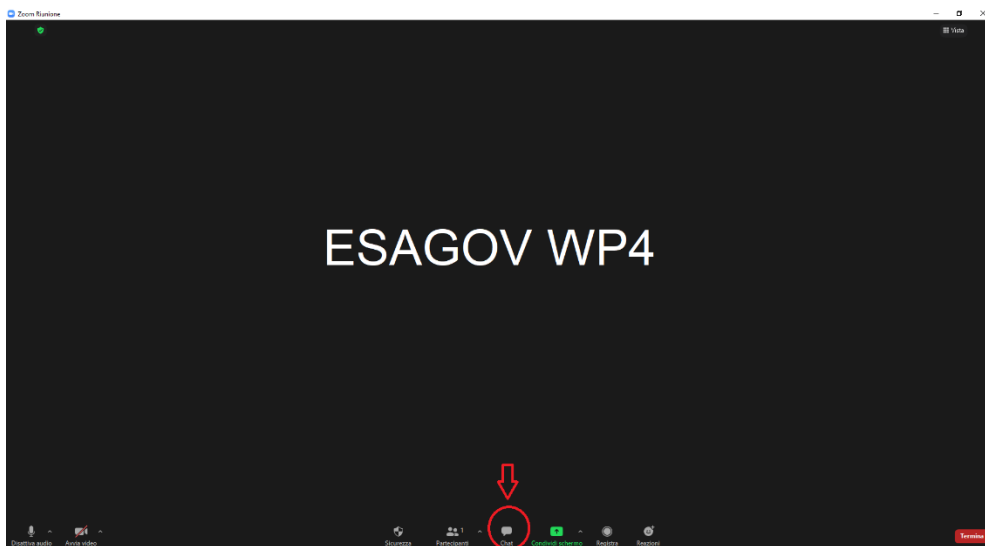 Zoom Riunione
Vista
ESAGOV WP4
1
Disattiva audio
Avvia video
Sicurezza
Partecipanti
Chat
Condividi schermo
Registra
Reazioni
Termina